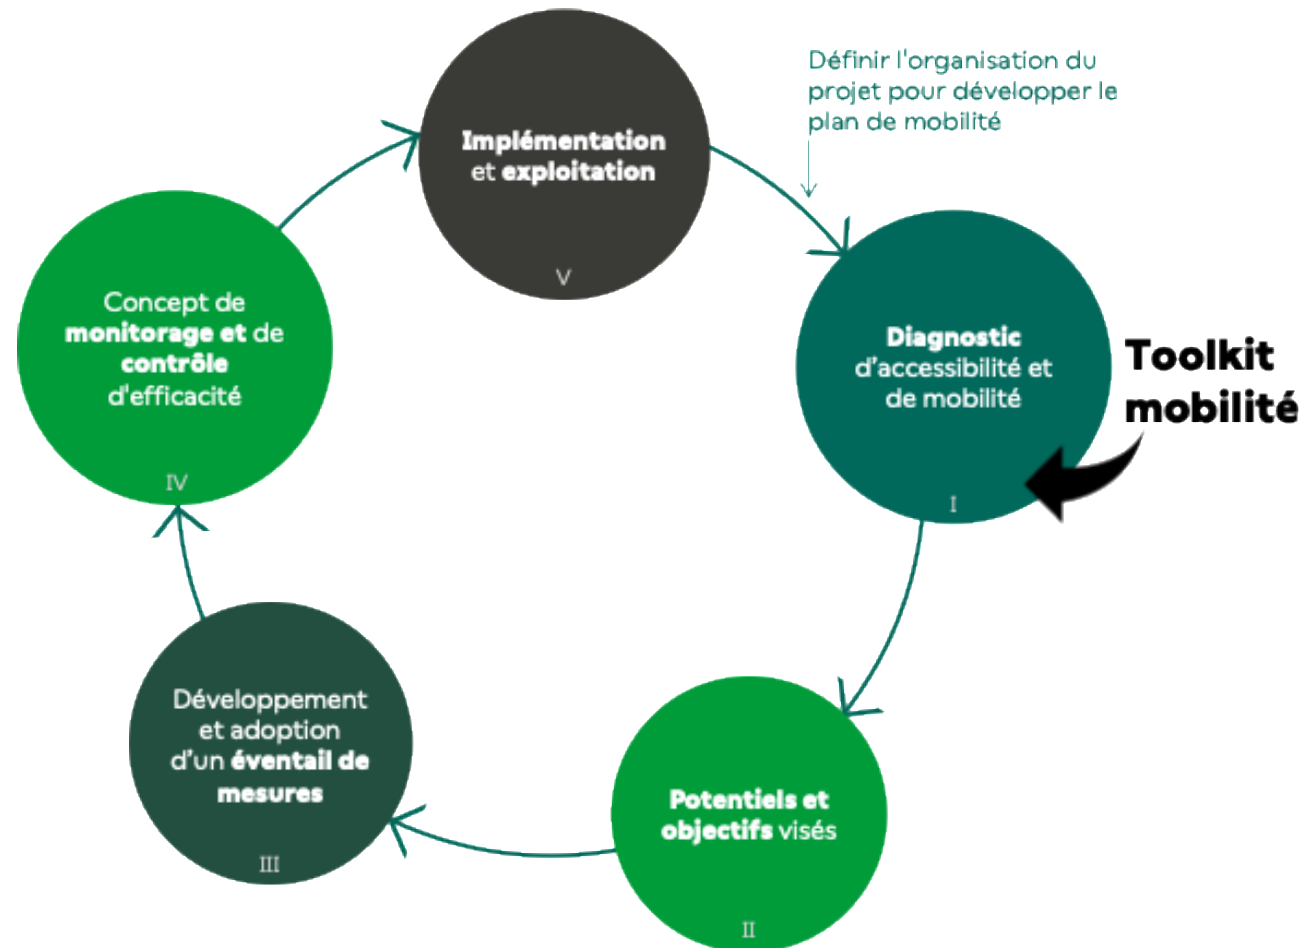 Définir l'organisation du
projet pour développer le
plan de mobilité
Implémentation
et exploitation
V
Diagnostic
d’accessibilité et
de mobilité
I
Toolkit
mobilité
Potentiels et
objectifs visés
II
Développement
et adoption
d’un éventail de
mesures
III
Concept de
monitorage et de
contrôle
d'efficacité
IV